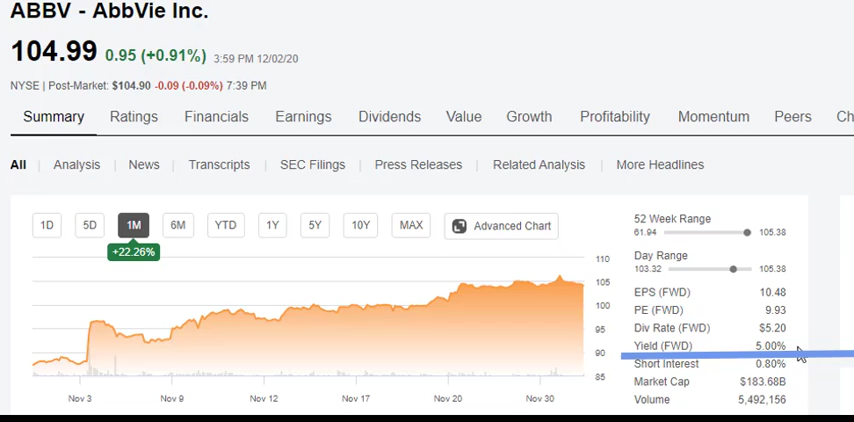 ABBV - AbbVie Inc.
104.99 0.95 (+0.91%) 3:59 PM 12/02/20
NYSE | Post-Market: $104.90 -0.09 (-0.09%) 7:39 PM
Summary Ratings Financials Earnings Dividends Value Growth Profitability Momentum Peers Ch
All | Analysis | News | Transcripts | SEC Filings | Press Releases | Related Analysis | More Headlines
1D 5D 1M 6M YTD 1Y 5Y 10Y MAX Advanced Chart
+22.26%
110
105
100
95
90
85
Nov 3 Nov 9 Nov 12 Nov 17 Nov 20 Nov 30
52 Week Range
61.94 105.38
Day Range
103.32 105.38
EPS (FWD) 10.48
PE (FWD) 9.93
Div Rate (FWD) $5.20
Yield (FWD) 5.00%
Short Interest 0.80%
Market Cap $183.68B
Volume 5,492,156